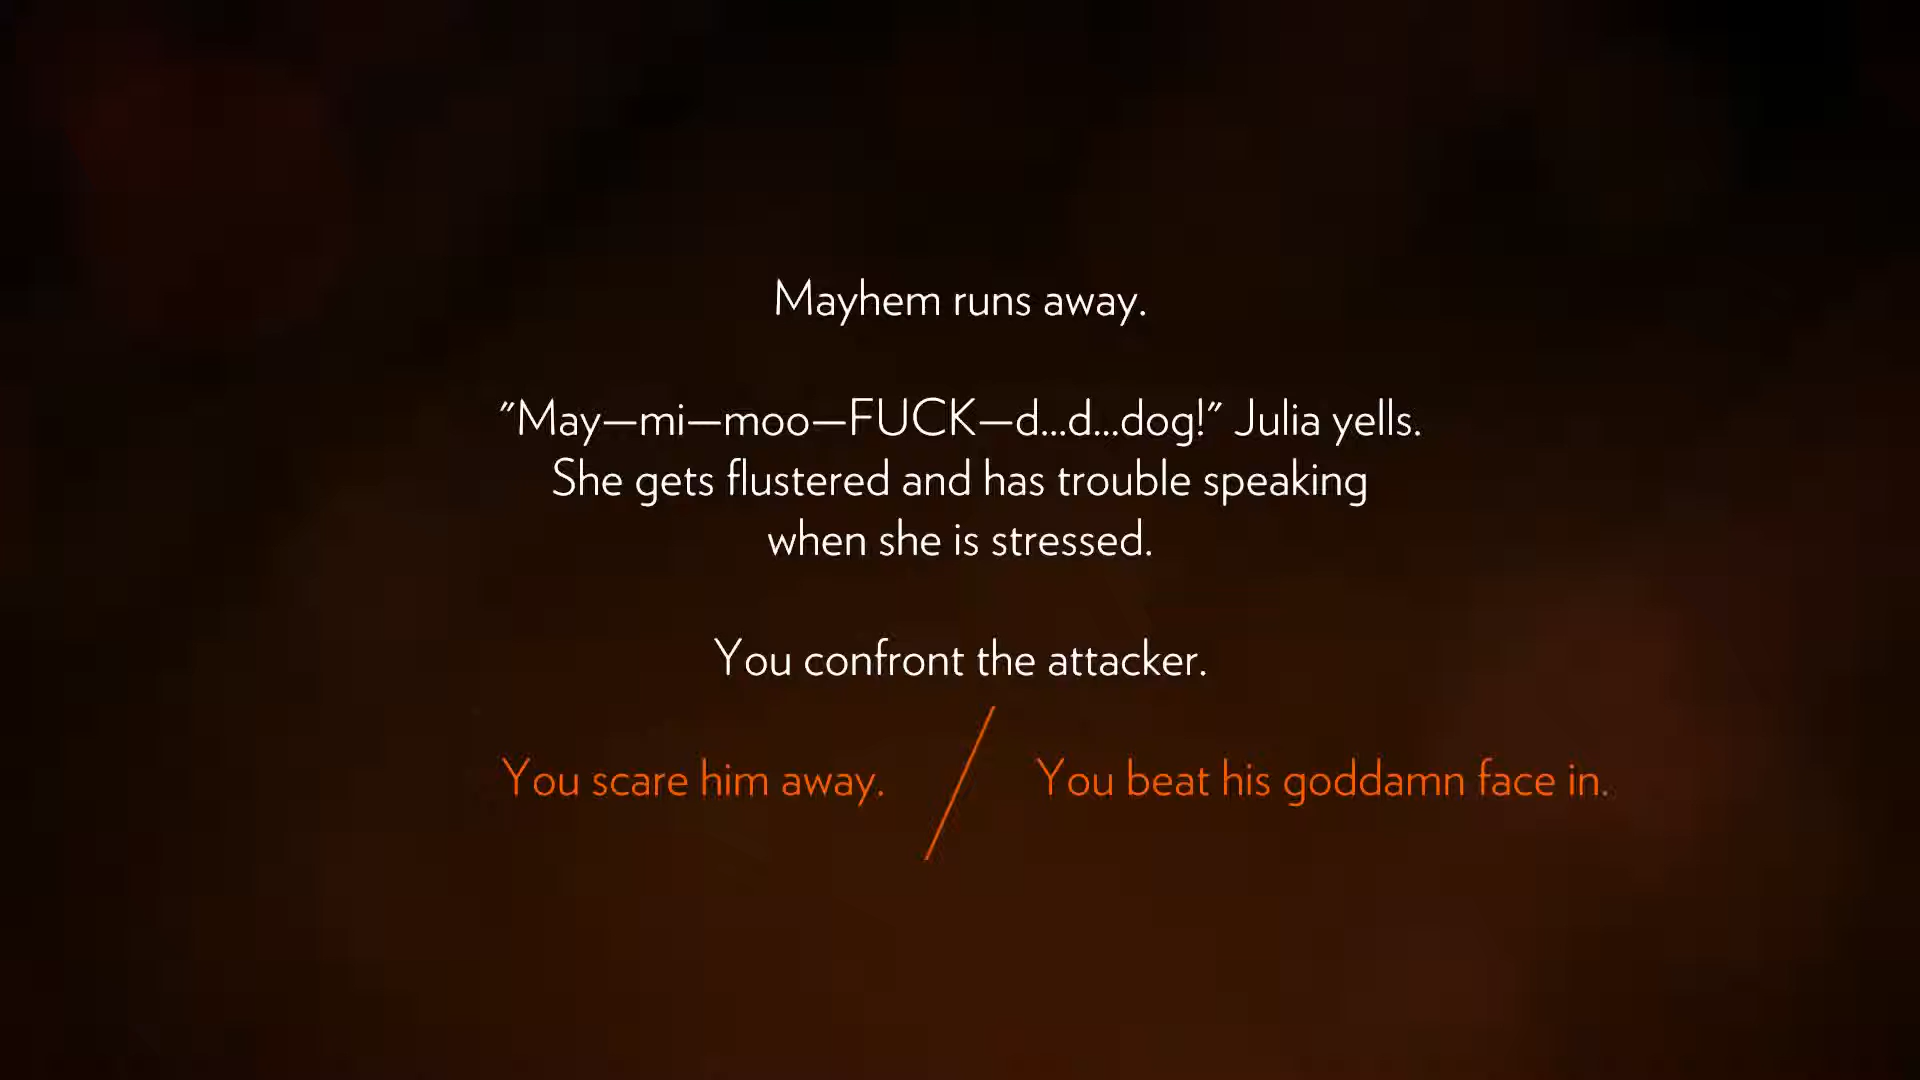 Mayhem runs away.
"May—mi—moo—FUCK—d...d...dog!" Julia yells.
She gets flustered and has trouble speaking
when she is stressed.
You confront the attacker.
You scare him away. / You beat his goddamn face in.